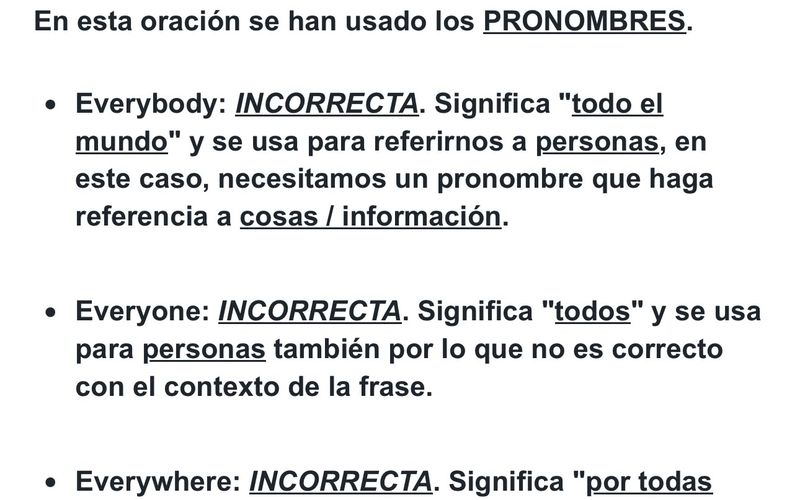 En esta oración se han usado los PRONOMBRES.
• Everybody: INCORRECTA. Significa "todo el
mundo" y se usa para referirnos a personas, en
este caso, necesitamos un pronombre que haga
referencia a cosas / información.
• Everyone: INCORRECTA. Significa "todos" y se usa
para personas también por lo que no es correcto
con el contexto de la frase.
• Everywhere: INCORRECTA. Significa "por todas